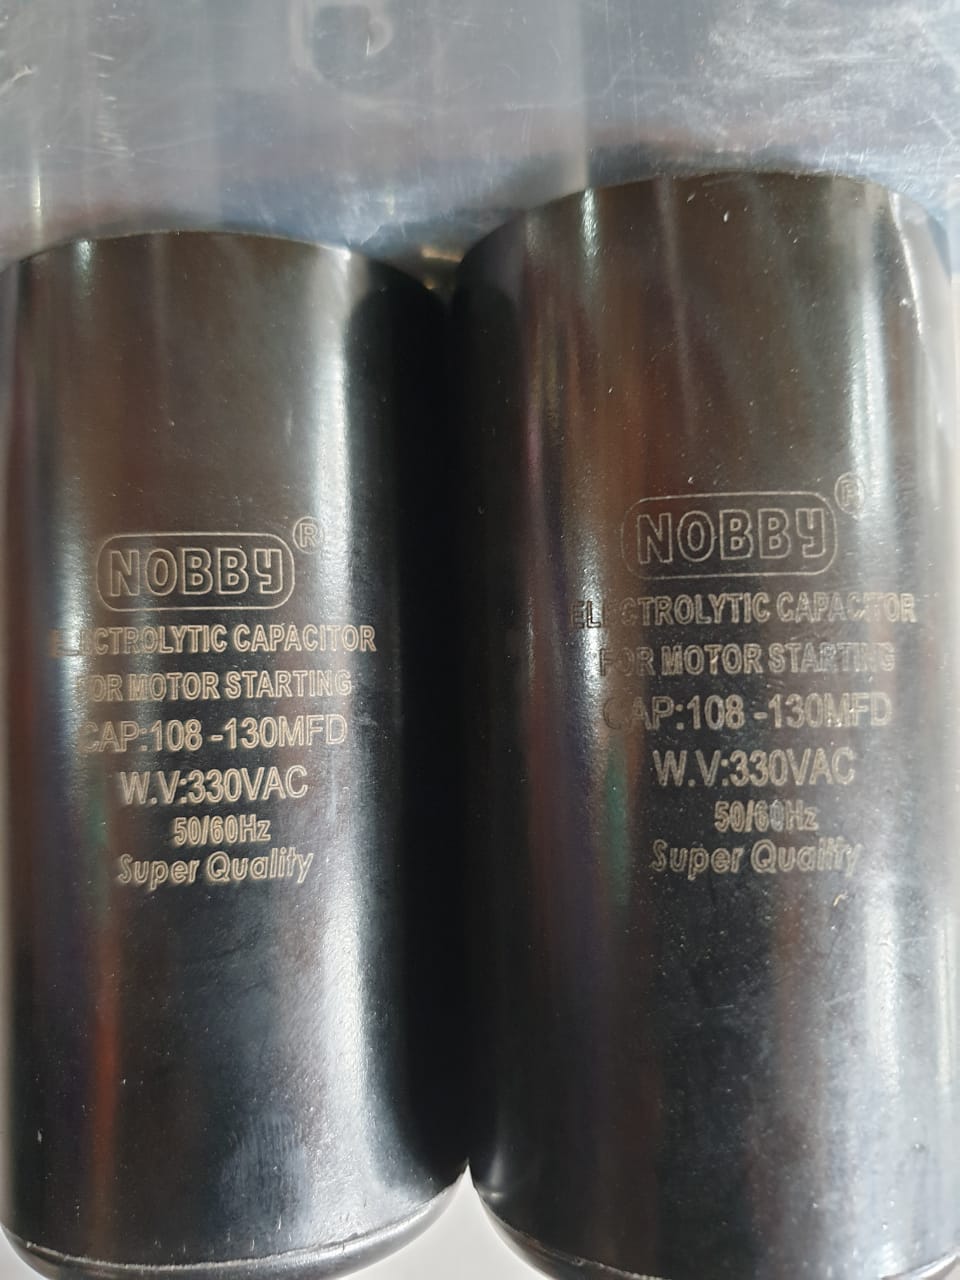 NOBBY ®
ELECTROLYTIC CAPACITOR
FOR MOTOR STARTING
CAP:108 -130MFD
W.V:330VAC
50/60Hz
Super Quality
NOBBY ®
ELECTROLYTIC CAPACITOR
FOR MOTOR STARTING
CAP:108 -130MFD
W.V:330VAC
50/60Hz
Super Quality